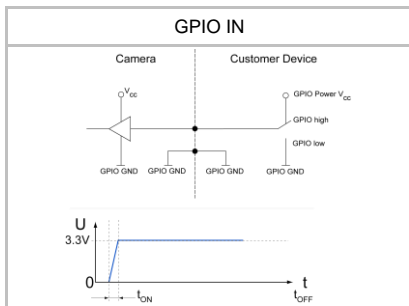 GPIO IN
Camera
Customer Device
Vcc
GPIO Power Vcc
GPIO high
GPIO low
GPIO GND GPIO GND GPIO GND GPIO GND
U
3.3V
0
t
tON
tOFF